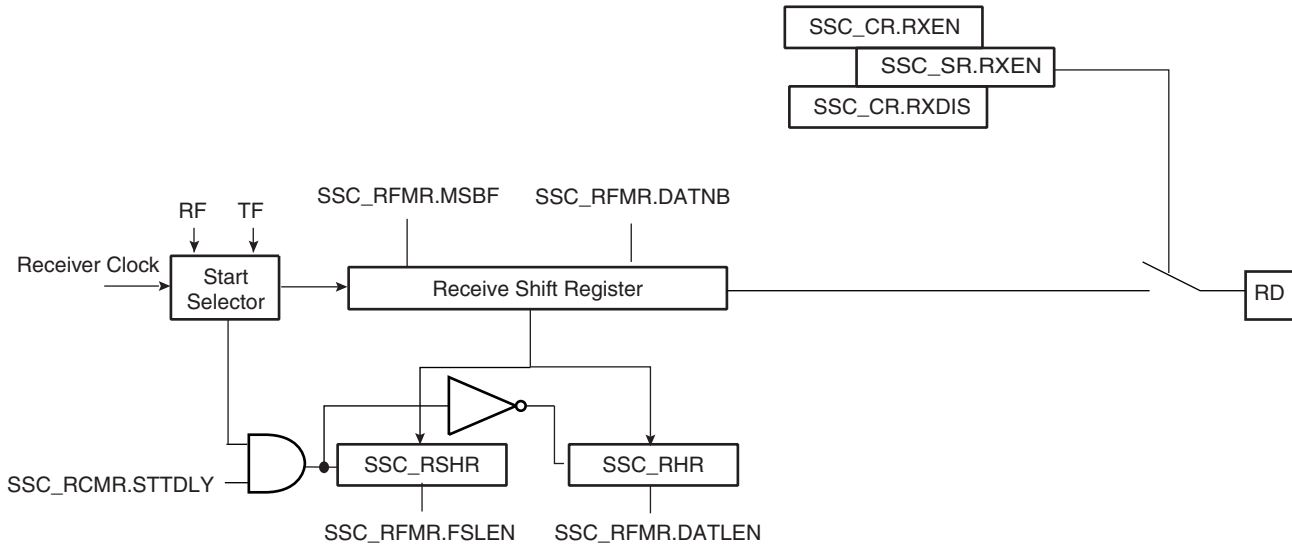 SSC_CR.RXEN
SSC_SR.RXEN
SSC_CR.RXDIS
SSC_RFMR.MSBF
SSC_RFMR.DATNB
RF
TF
Receiver Clock
Start
Selector
Receive Shift Register
RD
SSC_RSHR
SSC_RHR
SSC_RCMR.STTDLY
SSC_RFMR.FSLEN
SSC_RFMR.DATLEN